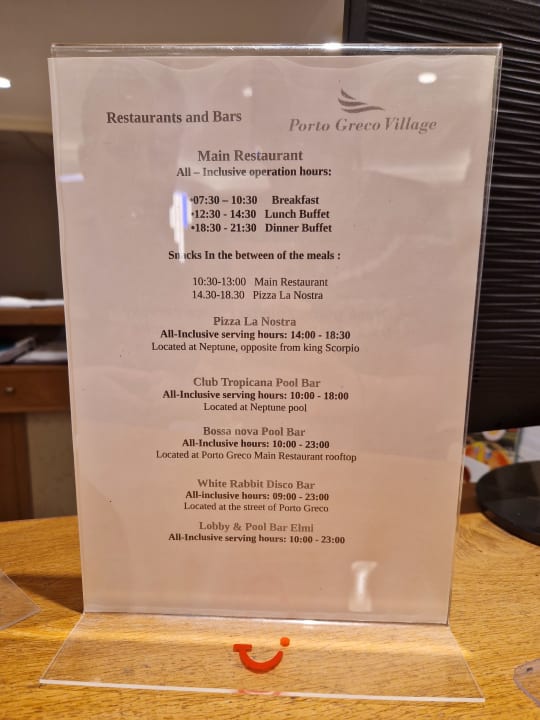 Restaurants and Bars
Porto Greco Village
Main Restaurant
All – Inclusive operation hours:
•07:30 – 10:30 Breakfast
•12:30 - 14:30 Lunch Buffet
•18:30 - 21:30 Dinner Buffet
Snacks In the between of the meals :
10:30-13:00 Main Restaurant
14.30-18.30 Pizza La Nostra
Pizza La Nostra
All-Inclusive serving hours: 14:00 - 18:30
Located at Neptune, opposite from king Scorpio
Club Tropicana Pool Bar
All-Inclusive serving hours: 10:00 - 18:00
Located at Neptune pool
Bossa nova Pool Bar
All-Inclusive hours: 10:00 - 23:00
Located at Porto Greco Main Restaurant rooftop
White Rabbit Disco Bar
All-inclusive hours: 09:00 - 23:00
Located at the street of Porto Greco
Lobby & Pool Bar Elmi
All-Inclusive serving hours: 10:00 - 23:00